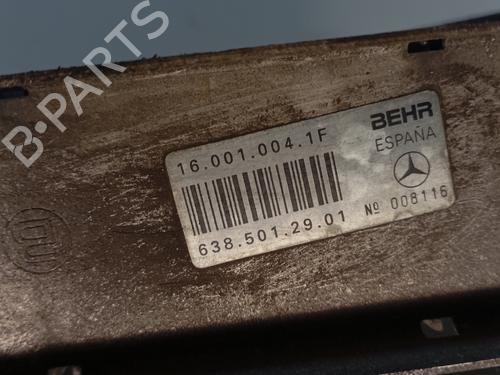 B-PARTS
BEHR
16.001.004.1F
ESPAÑA
638.501.29.01
Nº 008116